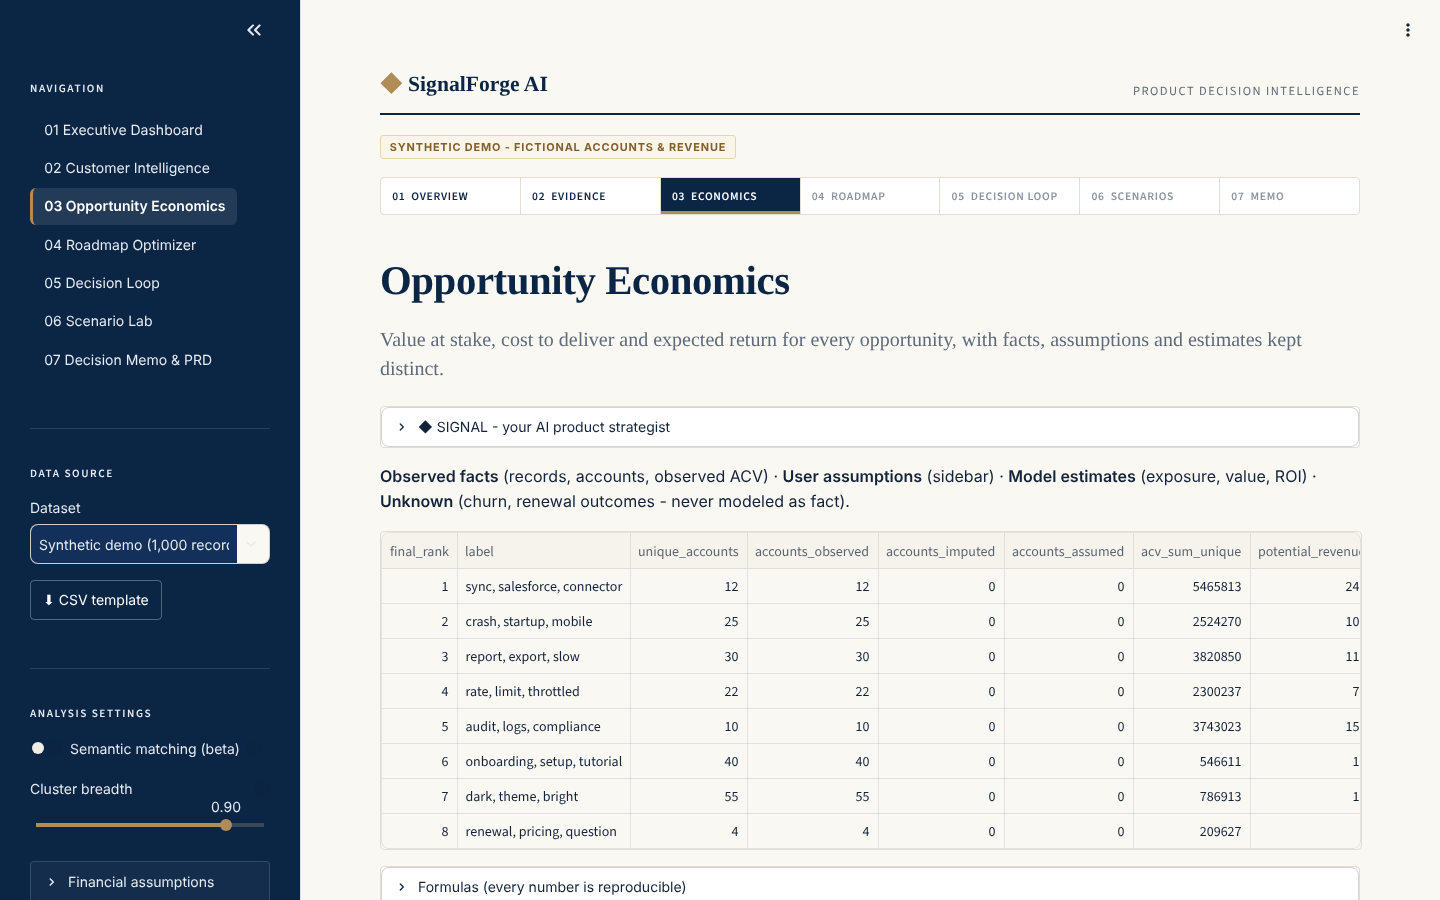 NAVIGATION
01 Executive Dashboard
02 Customer Intelligence
03 Opportunity Economics
04 Roadmap Optimizer
05 Decision Loop
06 Scenario Lab
07 Decision Memo & PRD
DATA SOURCE
Dataset
Synthetic demo (1,000 recor
⬇ CSV template
ANALYSIS SETTINGS
Semantic matching (beta)
Cluster breadth
0.90
Financial assumptions
SignalForge AI
PRODUCT DECISION INTELLIGENCE
SYNTHETIC DEMO - FICTIONAL ACCOUNTS & REVENUE
01 OVERVIEW 02 EVIDENCE 03 ECONOMICS 04 ROADMAP 05 DECISION LOOP 06 SCENARIOS 07 MEMO
Opportunity Economics
Value at stake, cost to deliver and expected return for every opportunity, with facts, assumptions and estimates kept
distinct.
◆ SIGNAL - your AI product strategist
Observed facts (records, accounts, observed ACV) · User assumptions (sidebar) · Model estimates (exposure, value, ROI) ·
Unknown (churn, renewal outcomes - never modeled as fact).
final_rank label unique_accounts accounts_observed accounts_imputed accounts_assumed acv_sum_unique potential_revenue
1 sync, salesforce, connector 12 12 0 0 5465813 24
2 crash, startup, mobile 25 25 0 0 2524270 10
3 report, export, slow 30 30 0 0 3820850 11
4 rate, limit, throttled 22 22 0 0 2300237 7
5 audit, logs, compliance 10 10 0 0 3743023 15
6 onboarding, setup, tutorial 40 40 0 0 546611 1
7 dark, theme, bright 55 55 0 0 786913 1
8 renewal, pricing, question 4 4 0 0 209627
Formulas (every number is reproducible)